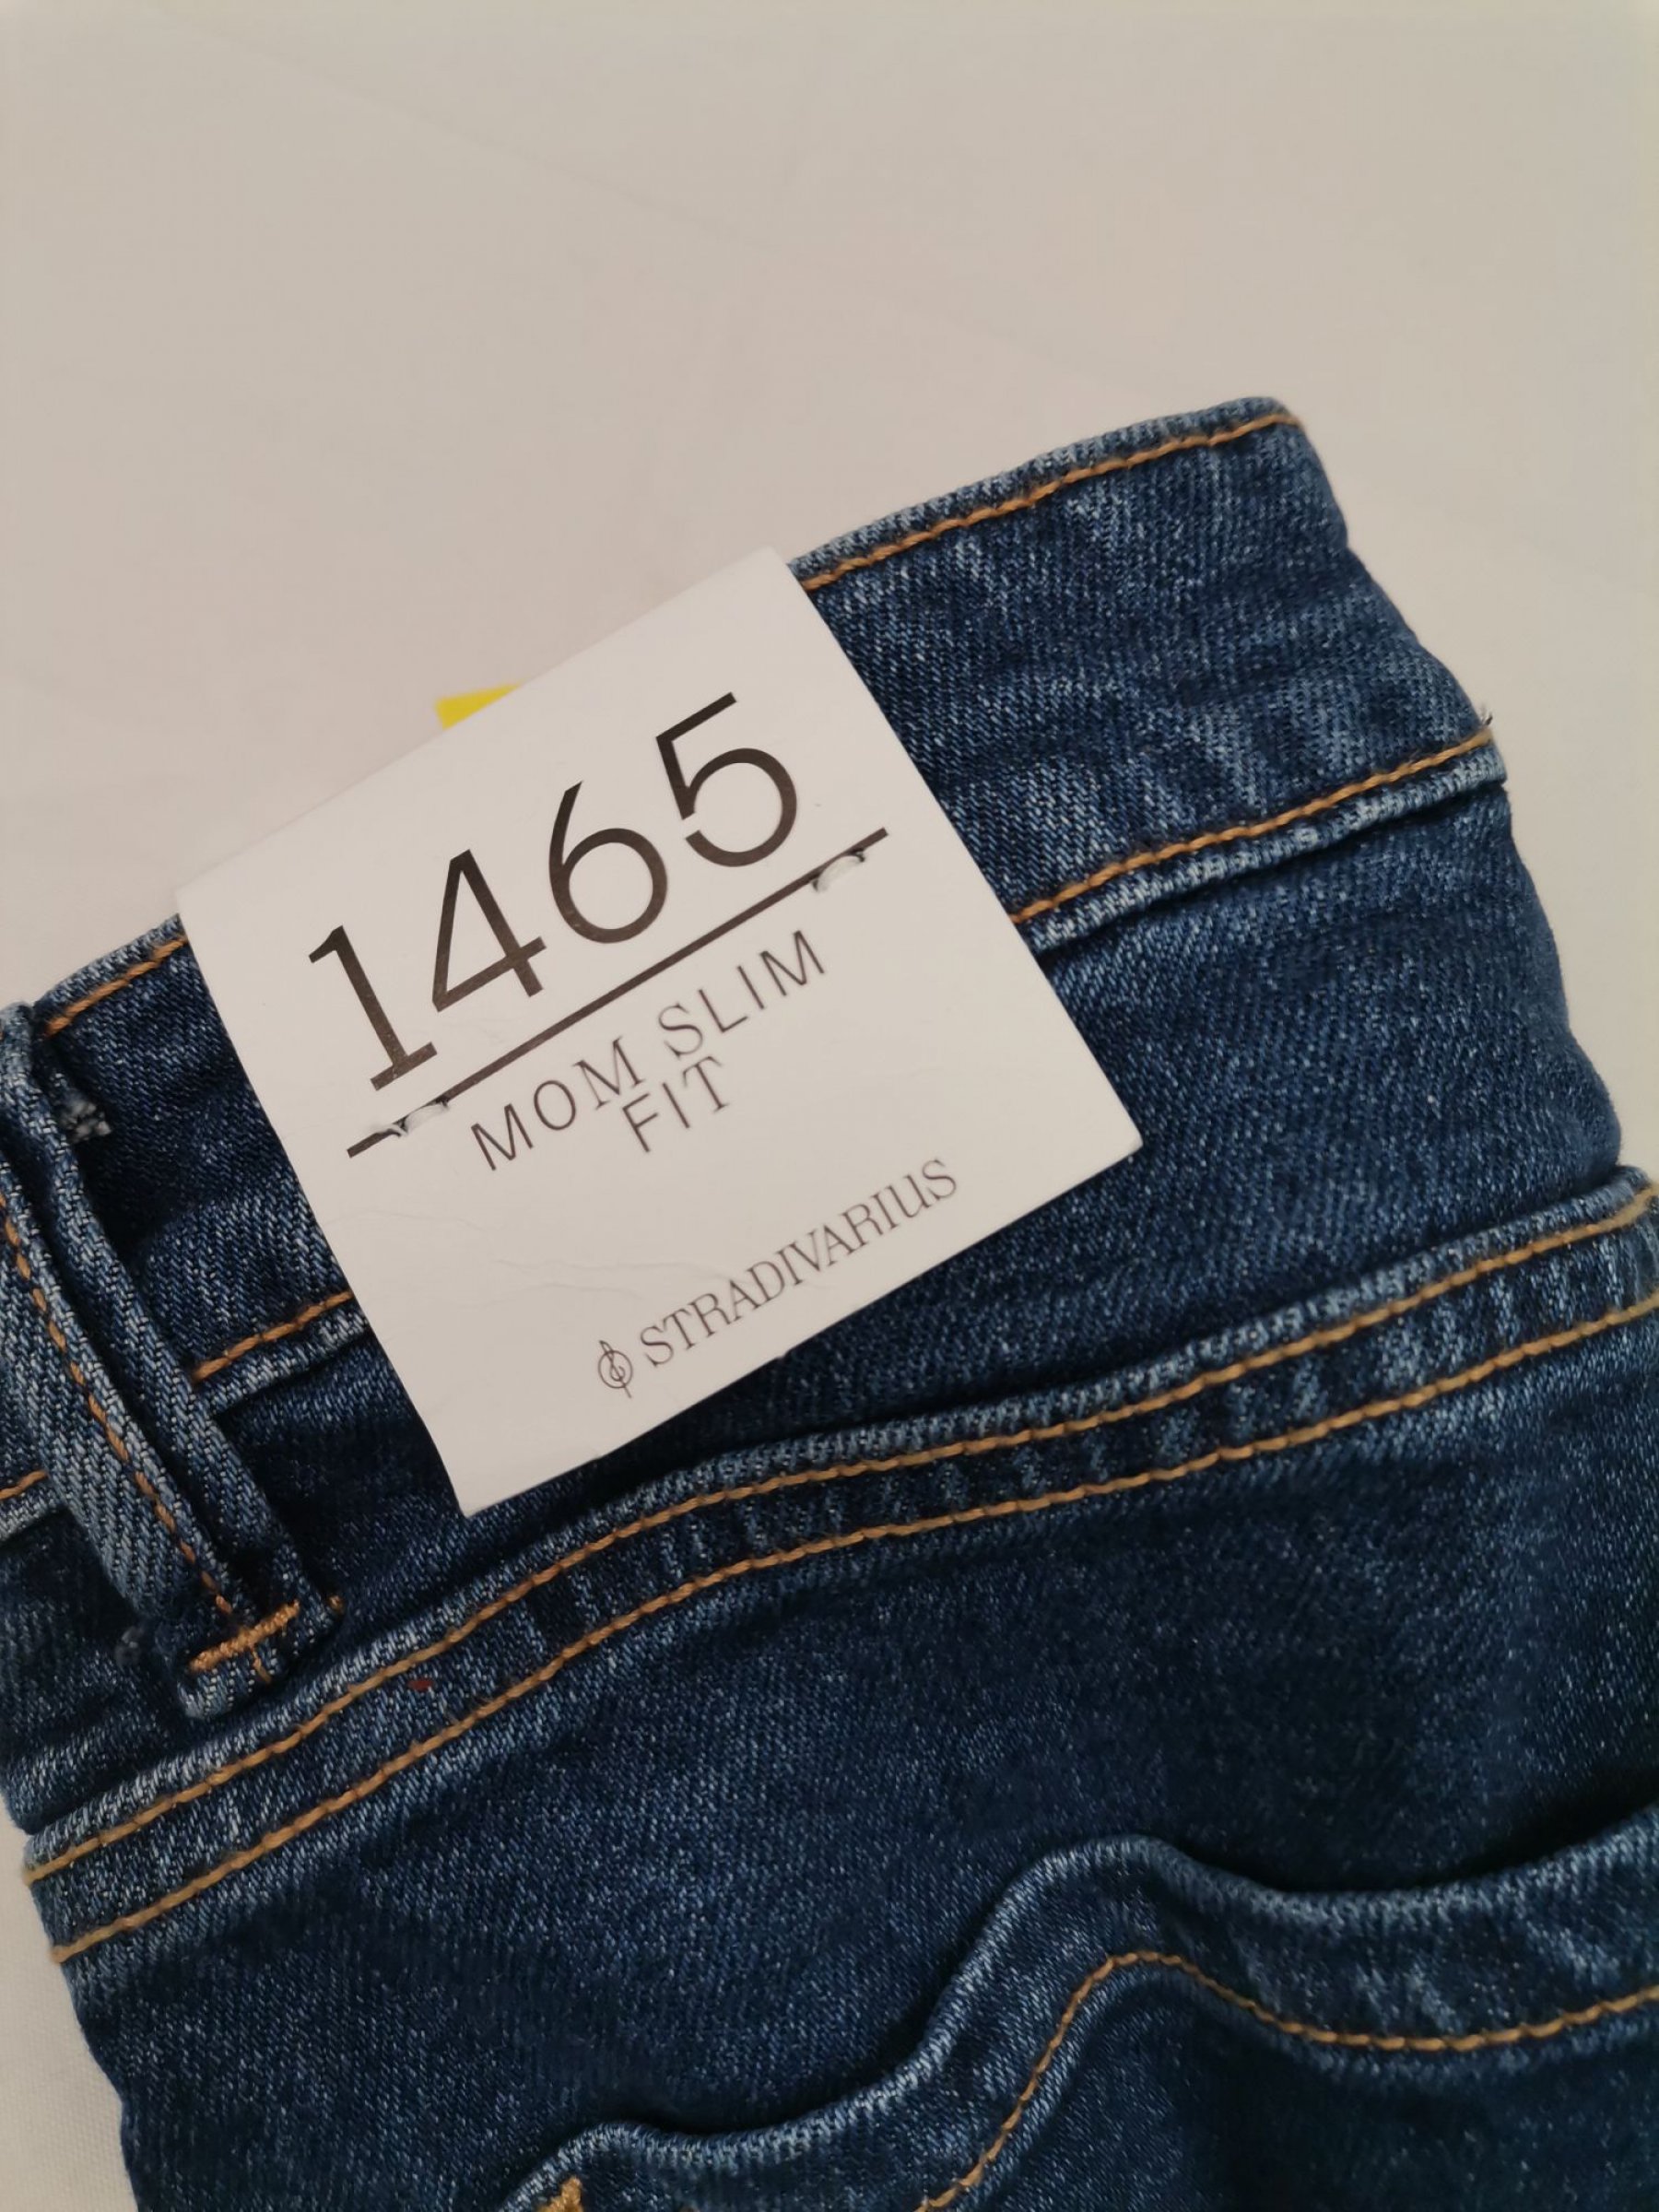 1465
MOM SLIM
FIT
STRADIVARIUS